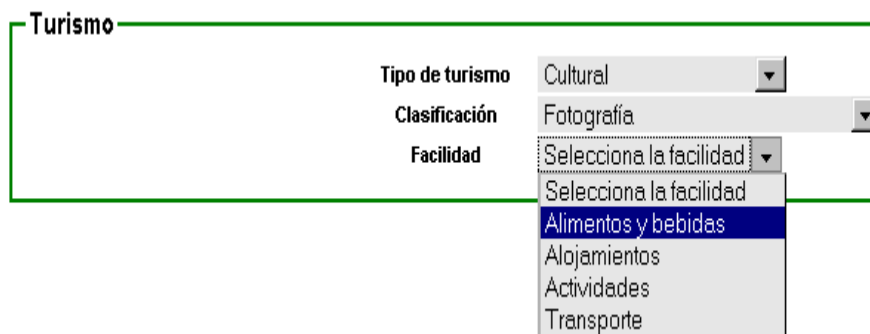 Turismo
Tipo de turismo Cultural
Clasificación Fotografía
Facilidad Selecciona la facilidad
Selecciona la facilidad
Alimentos y bebidas
Alojamientos
Actividades
Transporte